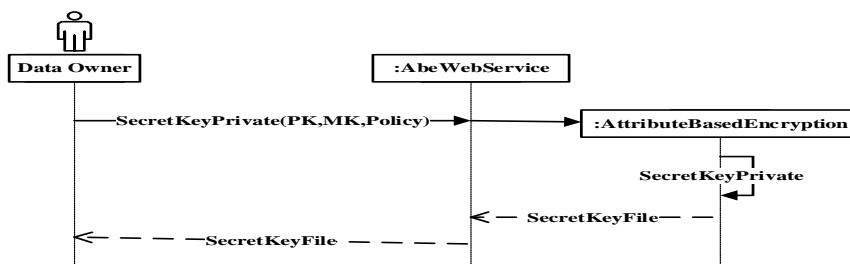 Data Owner
:AbeWebService
SecretKeyPrivate(PK,MK,Policy)
:AttributeBasedEncryption
SecretKeyPrivate
SecretKeyFile
SecretKeyFile